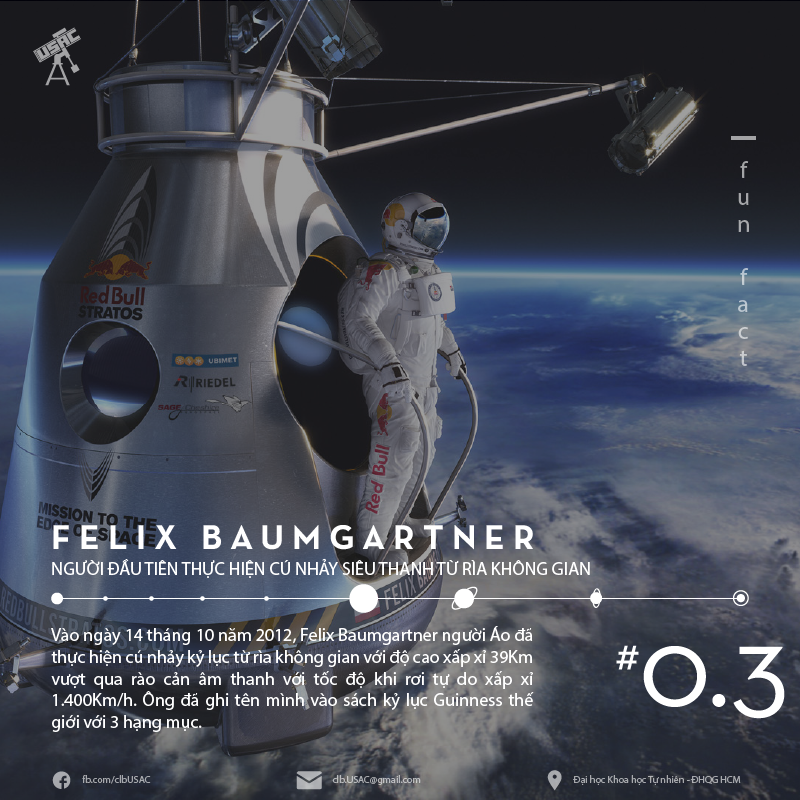 USAC
fun
fact
Red Bull
STRATOS
UBIMET
RIEDEL
MISSION TO THE
EDGE OF SPACE
Red Bull
FELIX BAUMGARTNER
NGƯỜI ĐẦU TIÊN THỰC HIỆN CÚ NHẢY SIÊU THANH TỪ RÌA KHÔNG GIAN
Vào ngày 14 tháng 10 năm 2012, Felix Baumgartner người Áo đã
thực hiện cú nhảy kỷ lục từ rìa không gian với độ cao xấp xỉ 39Km
vượt qua rào cản âm thanh với tốc độ khi rơi tự do xấp xỉ
1.400Km/h. Ông đã ghi tên mình vào sách kỷ lục Guinness thế
giới với 3 hạng mục.
#0.3
fb.com/clbUSAC
clb.USAC@gmail.com
Đại học Khoa học Tự nhiên -ĐHQG HCM